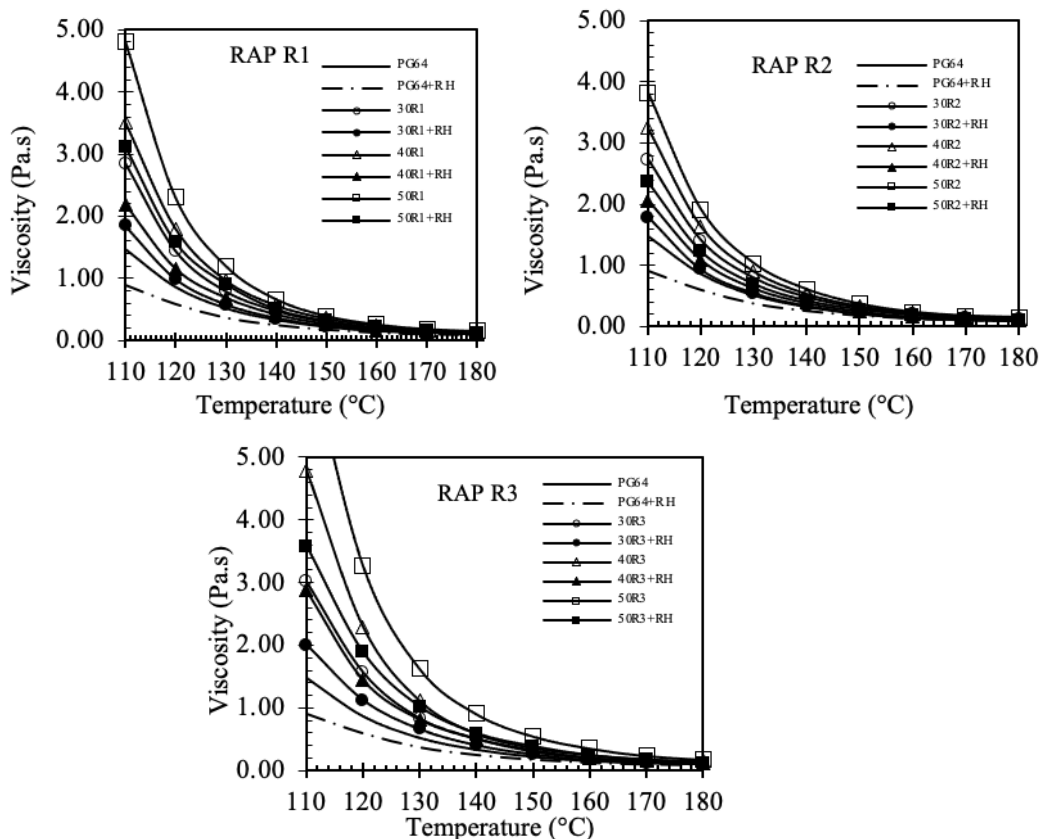 RAP R1
Viscosity (Pa.s)
5.00
4.00
3.00
2.00
1.00
0.00
PG64
PG64+RH
30R1
30R1+RH
40R1
40R1+RH
50R1
50R1+RH
110 120 130 140 150 160 170 180
Temperature (°C)
RAP R2
Viscosity (Pa.s)
5.00
4.00
3.00
2.00
1.00
0.00
PG64
PG64+RH
30R2
30R2+RH
40R2
40R2+RH
50R2
50R2+RH
110 120 130 140 150 160 170 180
Temperature (°C)
RAP R3
Viscosity (Pa.s)
5.00
4.00
3.00
2.00
1.00
0.00
PG64
PG64+RH
30R3
30R3+RH
40R3
40R3+RH
50R3
50R3+RH
110 120 130 140 150 160 170 180
Temperature (°C)